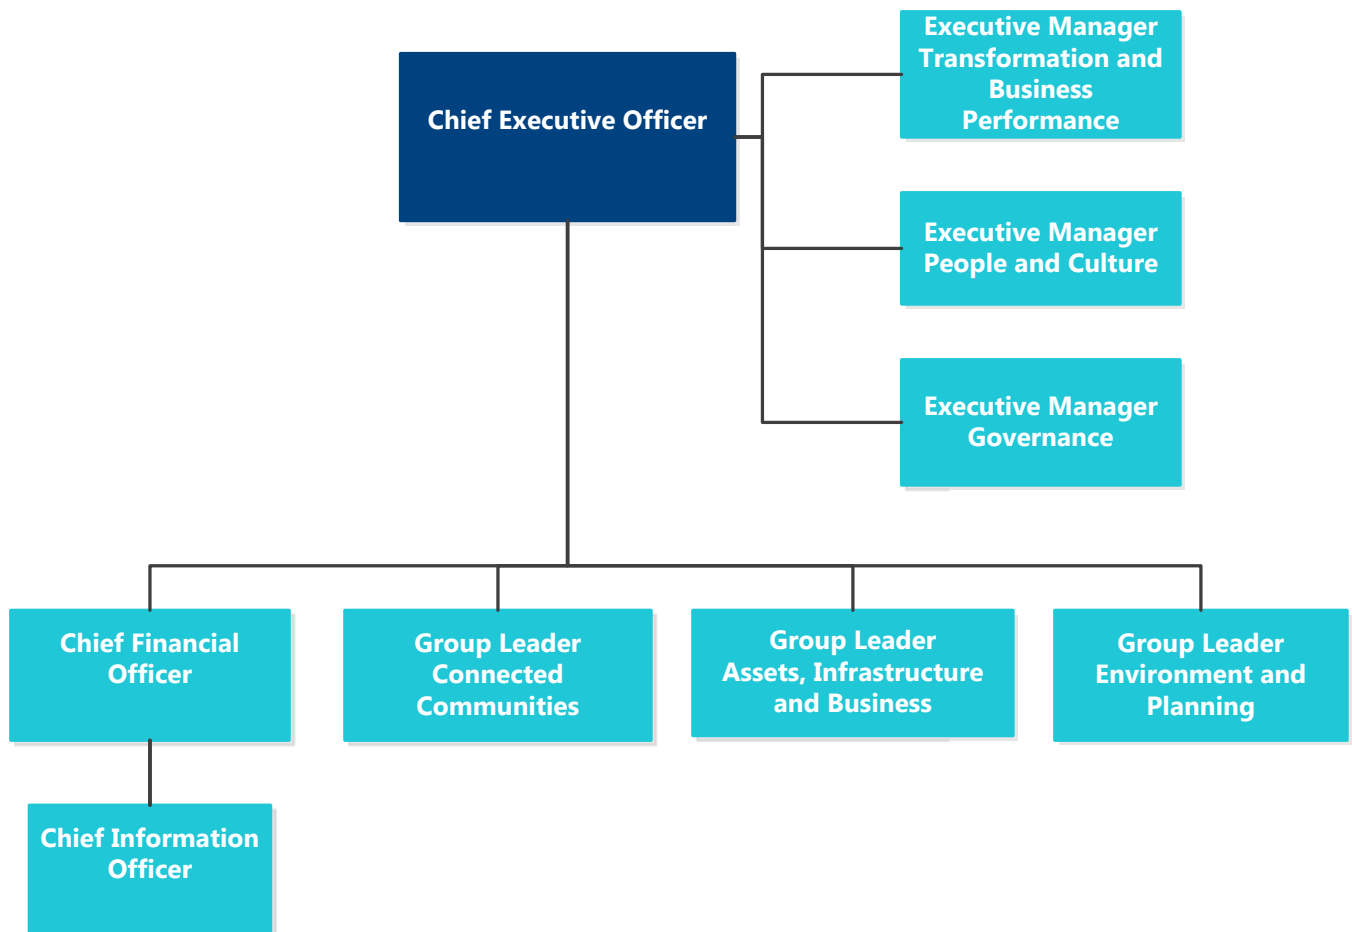 Executive Manager
Transformation and
Business
Performance
Chief Executive Officer
Executive Manager
People and Culture
Executive Manager
Governance
Chief Financial
Officer
Group Leader
Connected
Communities
Group Leader
Assets, Infrastructure
and Business
Group Leader
Environment and
Planning
Chief Information
Officer